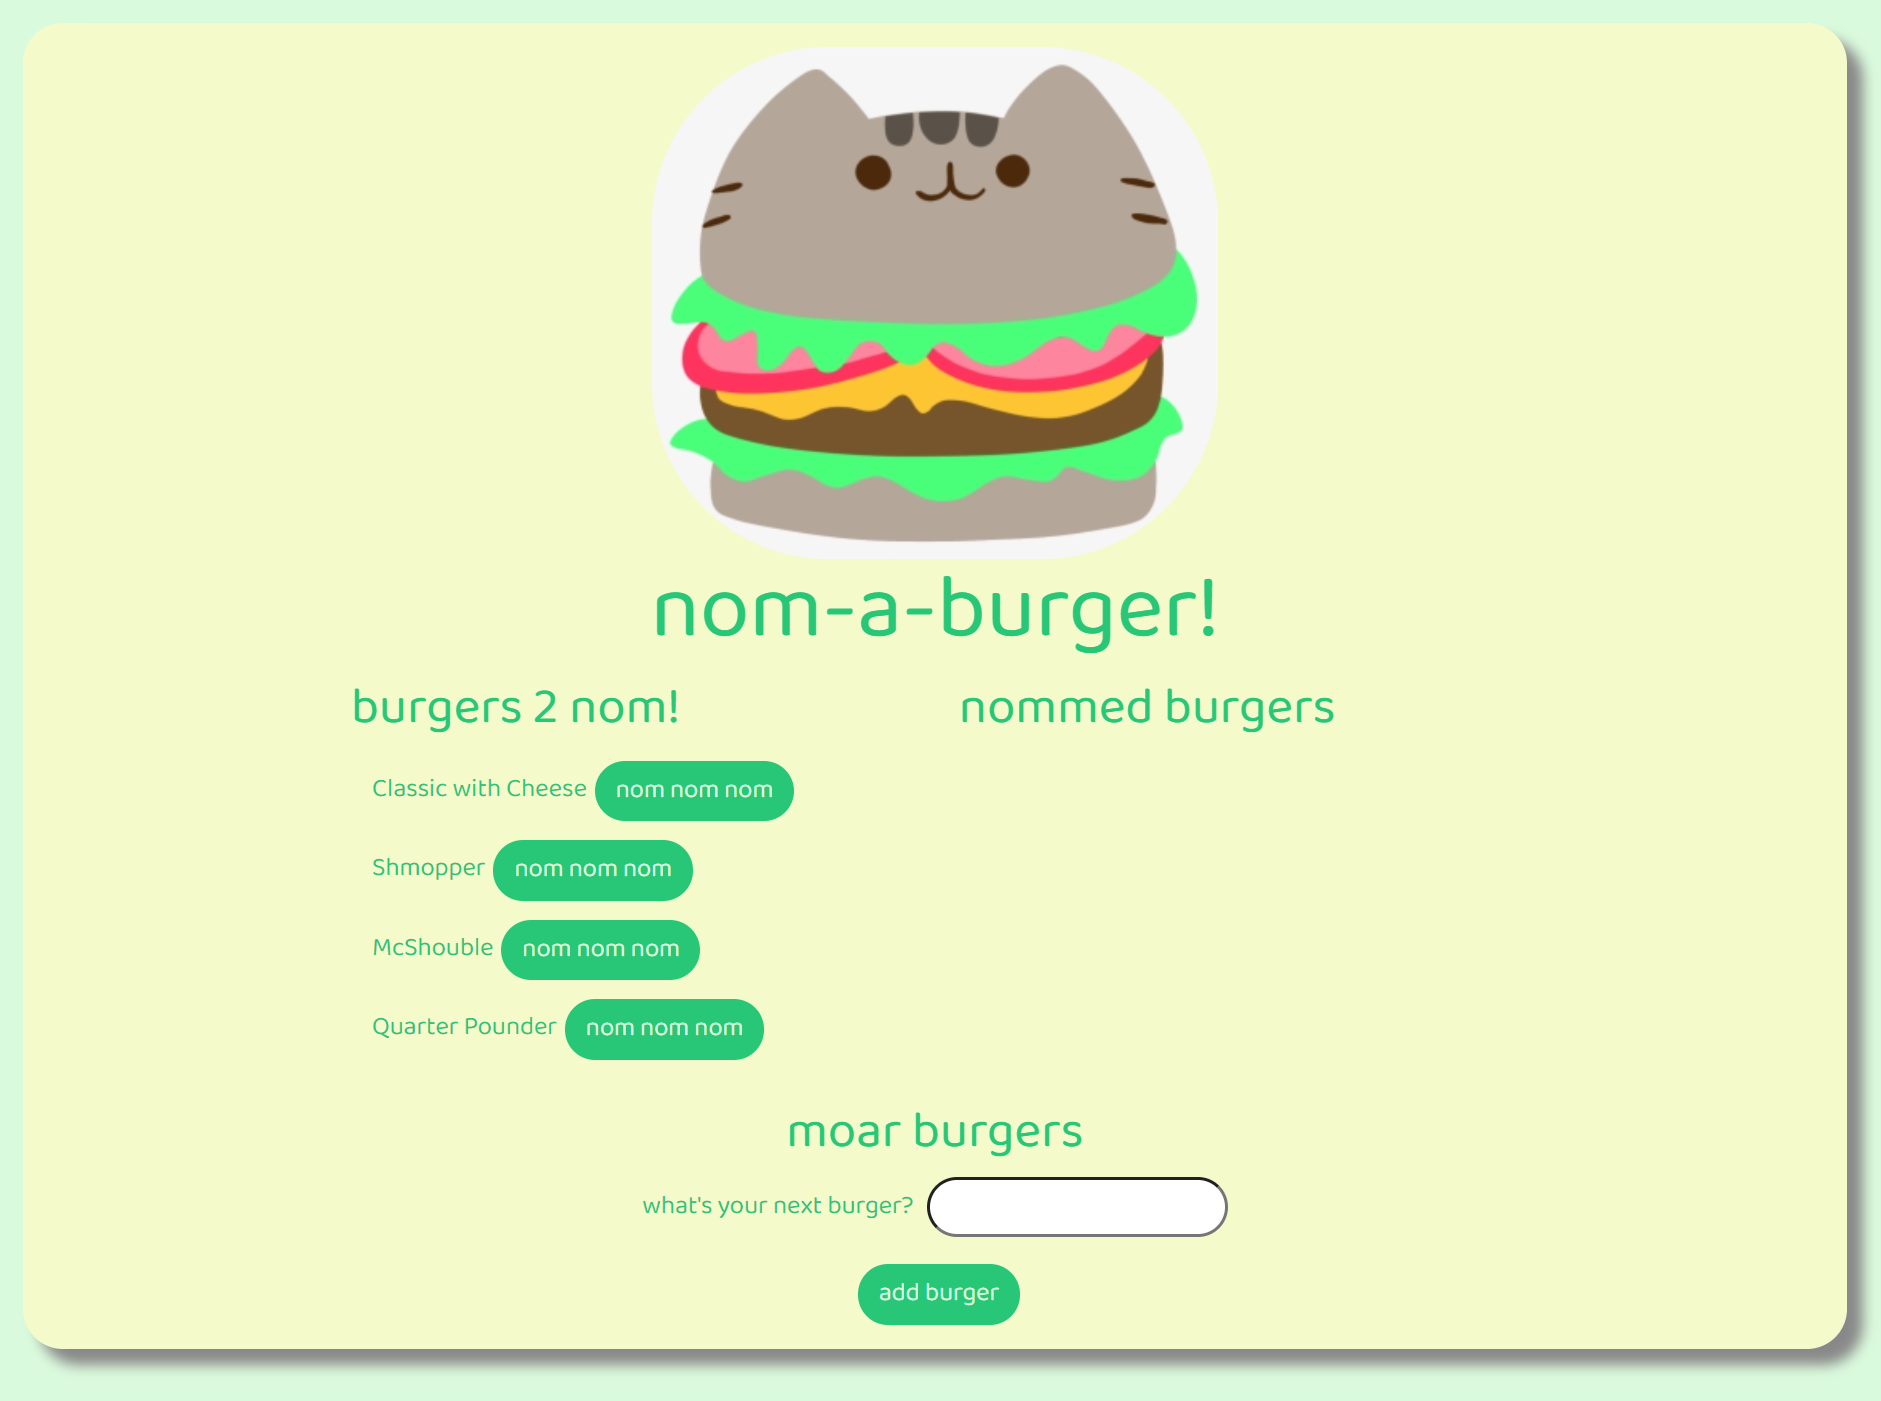 nom-a-burger!
burgers 2 nom!
Classic with Cheese nom nom nom
Shmopper nom nom nom
McShouble nom nom nom
Quarter Pounder nom nom nom
nommed burgers
moar burgers
what's your next burger?
add burger